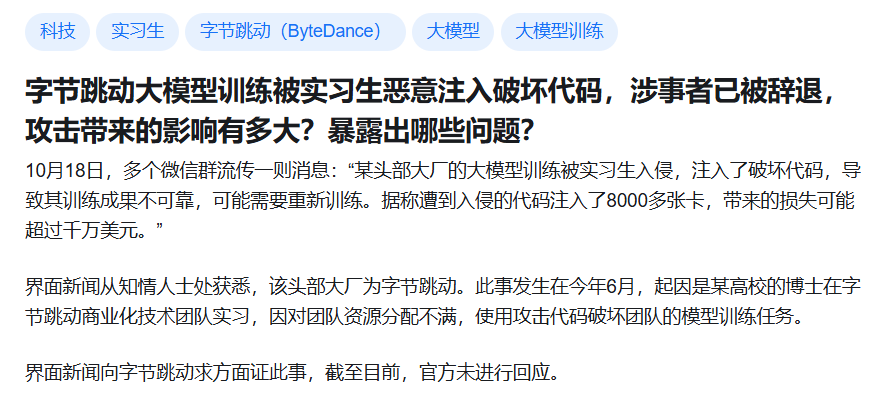 科技 实习生 字节跳动（ByteDance） 大模型 大模型训练
字节跳动大模型训练被实习生恶意注入破坏代码，涉事者已被辞退，
攻击带来的影响有多大？暴露出哪些问题？
10月18日，多个微信群流传一则消息：“某头部大厂的大模型训练被实习生入侵，注入了破坏代码，导
致其训练成果不可靠，可能需要重新训练。据称遭到入侵的代码注入了8000多张卡，带来的损失可能
超过千万美元。”
界面新闻从知情人士处获悉，该头部大厂为字节跳动。此事发生在今年6月，起因是某高校的博士在字
节跳动商业化技术团队实习，因对团队资源分配不满，使用攻击代码破坏团队的模型训练任务。
界面新闻向字节跳动求方面证此事，截至目前，官方未进行回应。